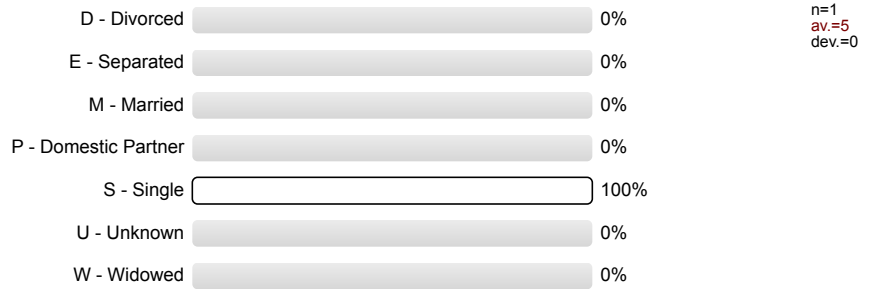 D - Divorced 0%
E - Separated 0%
M - Married 0%
P - Domestic Partner 0%
S - Single 100%
U - Unknown 0%
W - Widowed 0%
n=1
av.=5
dev.=0